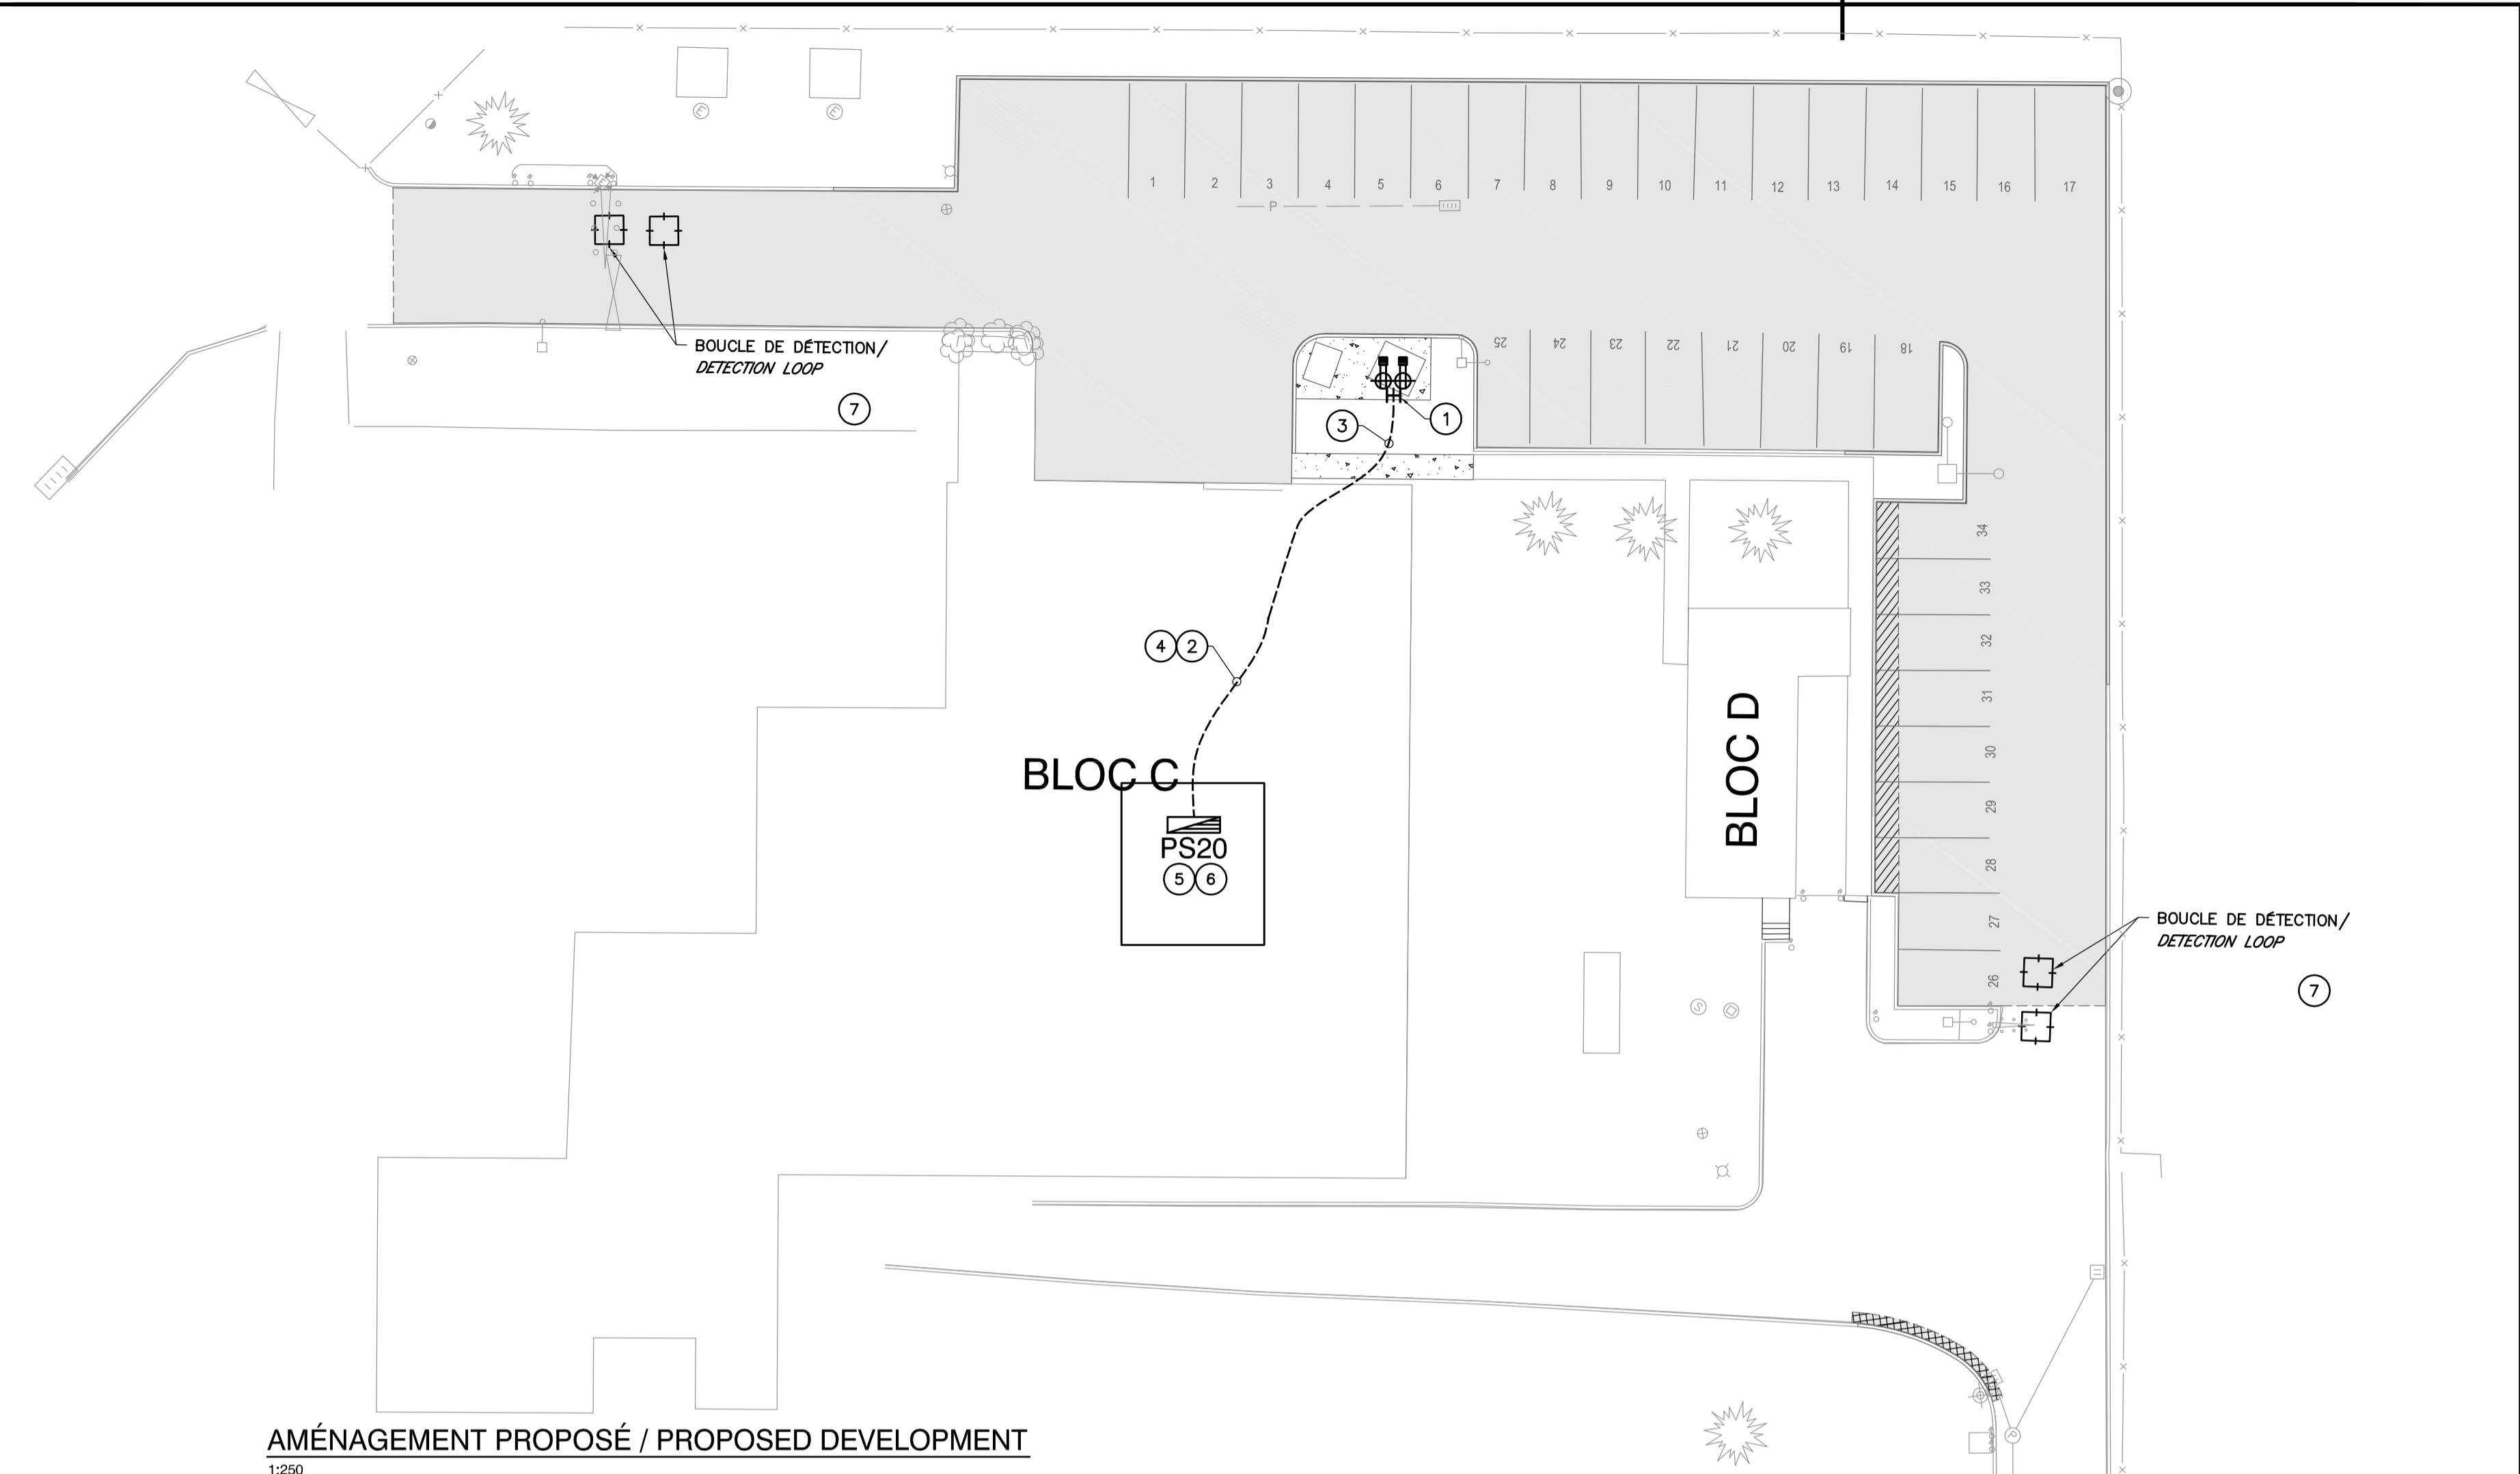 E
E
1 2 3 4 5 6 7 8 9 10 11 12 13 14 15 16 17
P
BOUCLE DE DÉTECTION/
DETECTION LOOP
7
25 24 23 22 21 20 19 18
3
1
34
33
32
31
30
29
28
27
26
4 2
BLOC C
PS20
5 6
BLOC D
BOUCLE DE DÉTECTION/
DETECTION LOOP
7
S
D
P
AMÉNAGEMENT PROPOSÉ / PROPOSED DEVELOPMENT
1:250